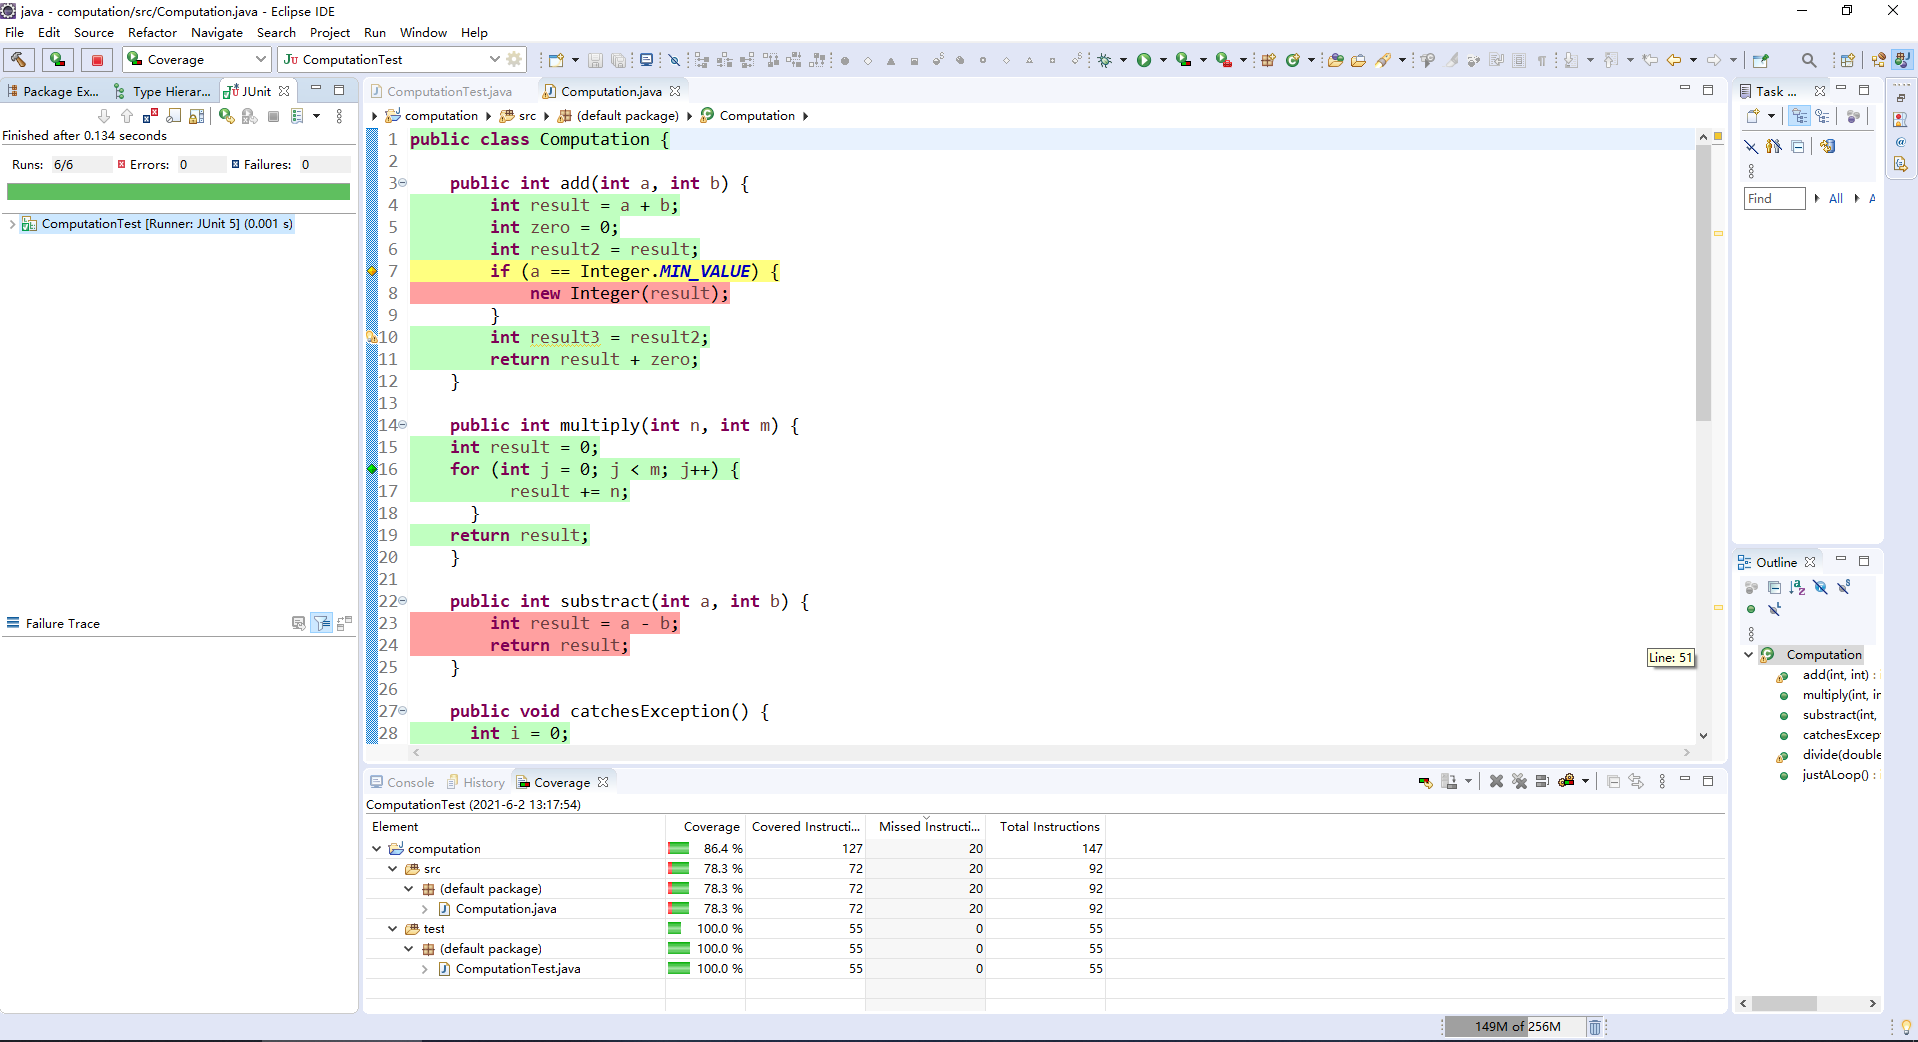 java - computation/src/Computation.java - Eclipse IDE
File Edit Source Refactor Navigate Search Project Run Window Help
Coverage
JU ComputationTest
Package Ex...
Type Hierar...
JUnit
Finished after 0.134 seconds
Runs: 6/6 Errors: 0 Failures: 0
ComputationTest [Runner: JUnit 5] (0.001 s)
Failure Trace
ComputationTest.java
Computation.java
computation src (default package) Computation
1 public class Computation {
2
3 public int add(int a, int b) {
4 int result = a + b;
5 int zero = 0;
6 int result2 = result;
7 if (a == Integer.MIN_VALUE) {
8 new Integer(result);
9 }
10 int result3 = result2;
11 return result + zero;
12 }
13
14 public int multiply(int n, int m) {
15 int result = 0;
16 for (int j = 0; j < m; j++) {
17 result += n;
18 }
19 return result;
20 }
21
22 public int substract(int a, int b) {
23 int result = a - b;
24 return result;
25 }
26
27 public void catchesException() {
28 int i = 0;
Line: 51
Task ...
Find All A
Outline
Computation
add(int, int) :
multiply(int, in
substract(int,
catchesExcep
divide(double
justALoop() :
Console
History
Coverage
ComputationTest (2021-6-2 13:17:54)
Element Coverage Covered Instructi... Missed Instructi... Total Instructions
computation 86.4 % 127 20 147
src 78.3 % 72 20 92
(default package) 78.3 % 72 20 92
Computation.java 78.3 % 72 20 92
test 100.0 % 55 0 55
(default package) 100.0 % 55 0 55
ComputationTest.java 100.0 % 55 0 55
149M of 256M